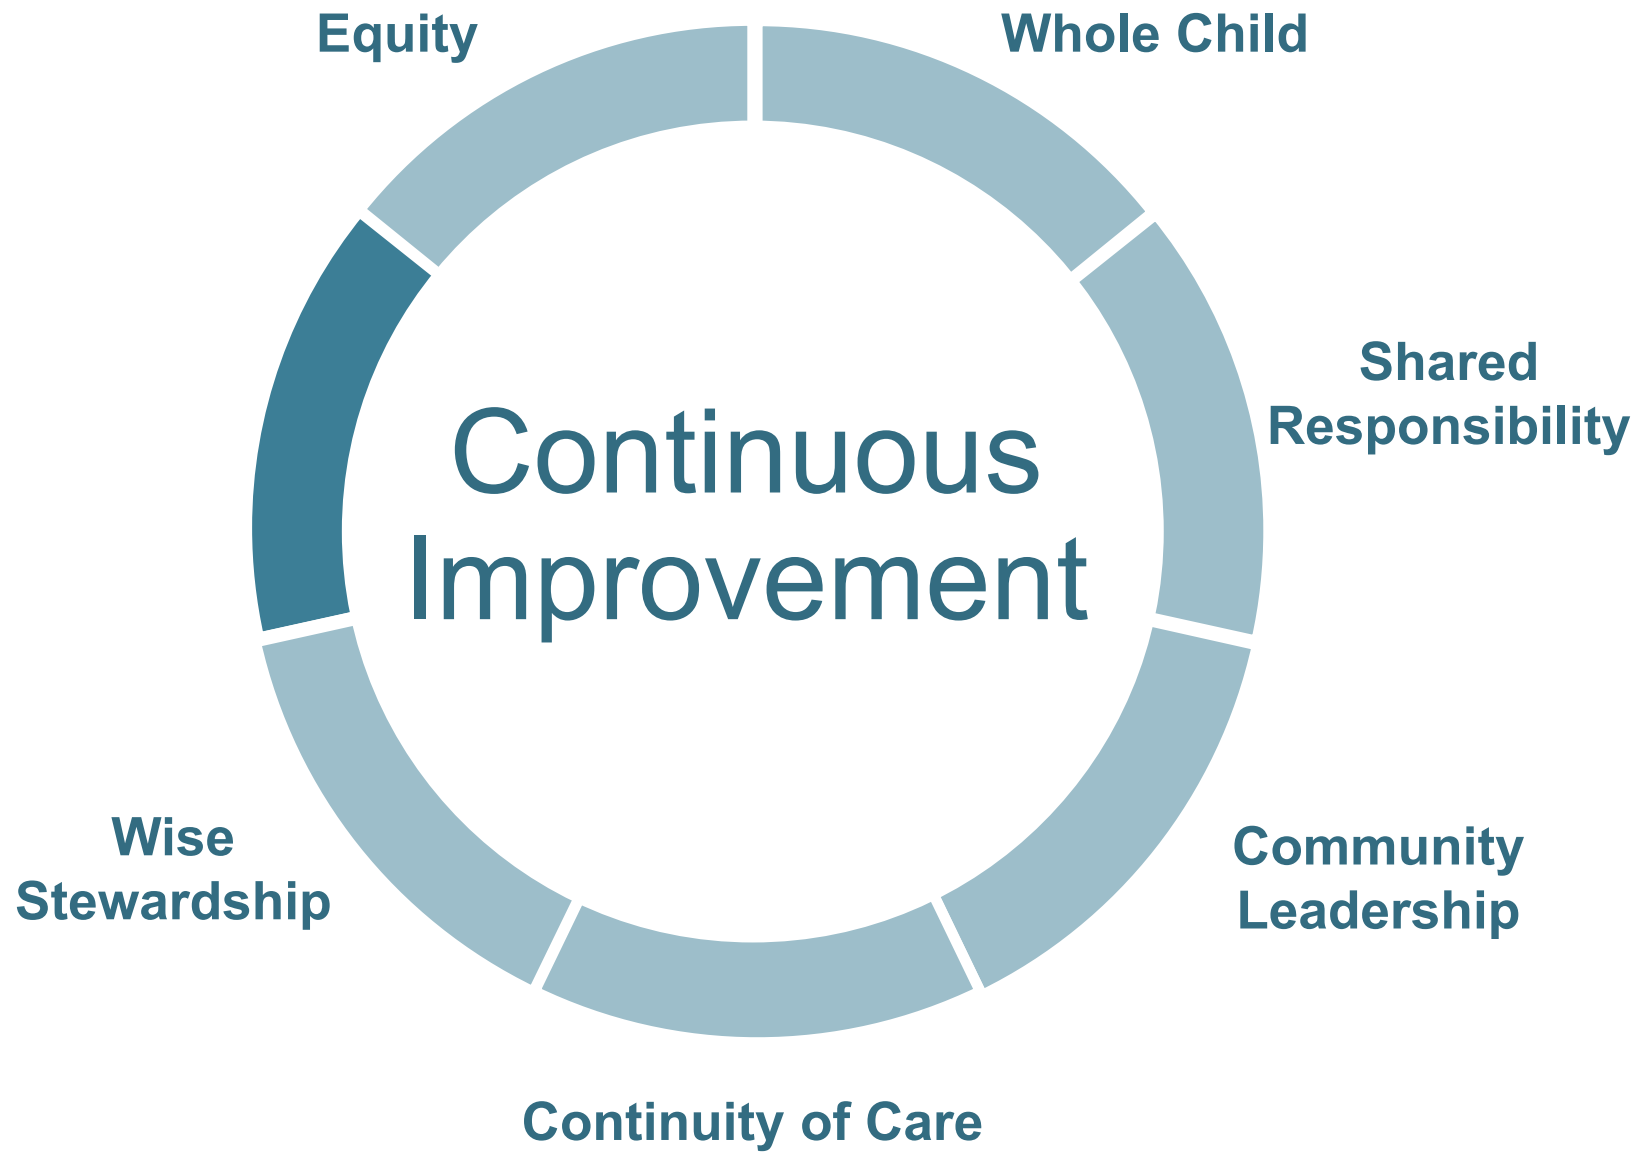 Equity
Whole Child
Shared
Responsibility
Continuous
Improvement
Wise
Stewardship
Community
Leadership
Continuity of Care